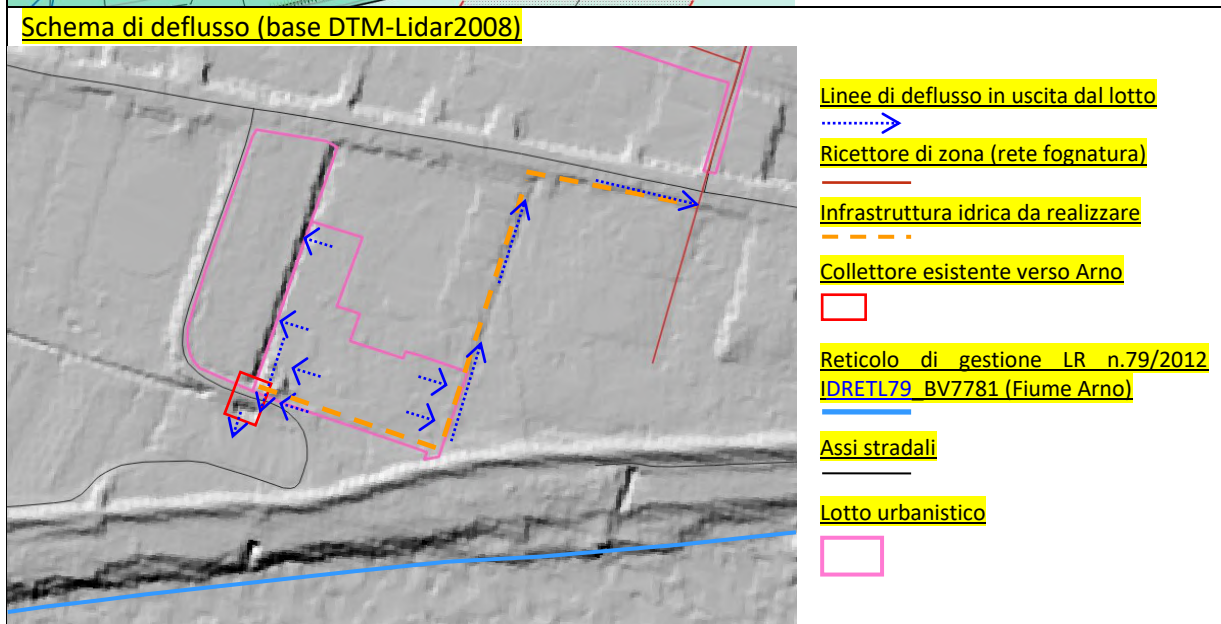 Schema di deflusso (base DTM-Lidar2008)
Linee di deflusso in uscita dal lotto
Ricettore di zona (rete fognatura)
Infrastruttura idrica da realizzare
Collettore esistente verso Arno
Reticolo di gestione LR n.79/2012
IDRETL79_BV7781 (Fiume Arno)
Assi stradali
Lotto urbanistico